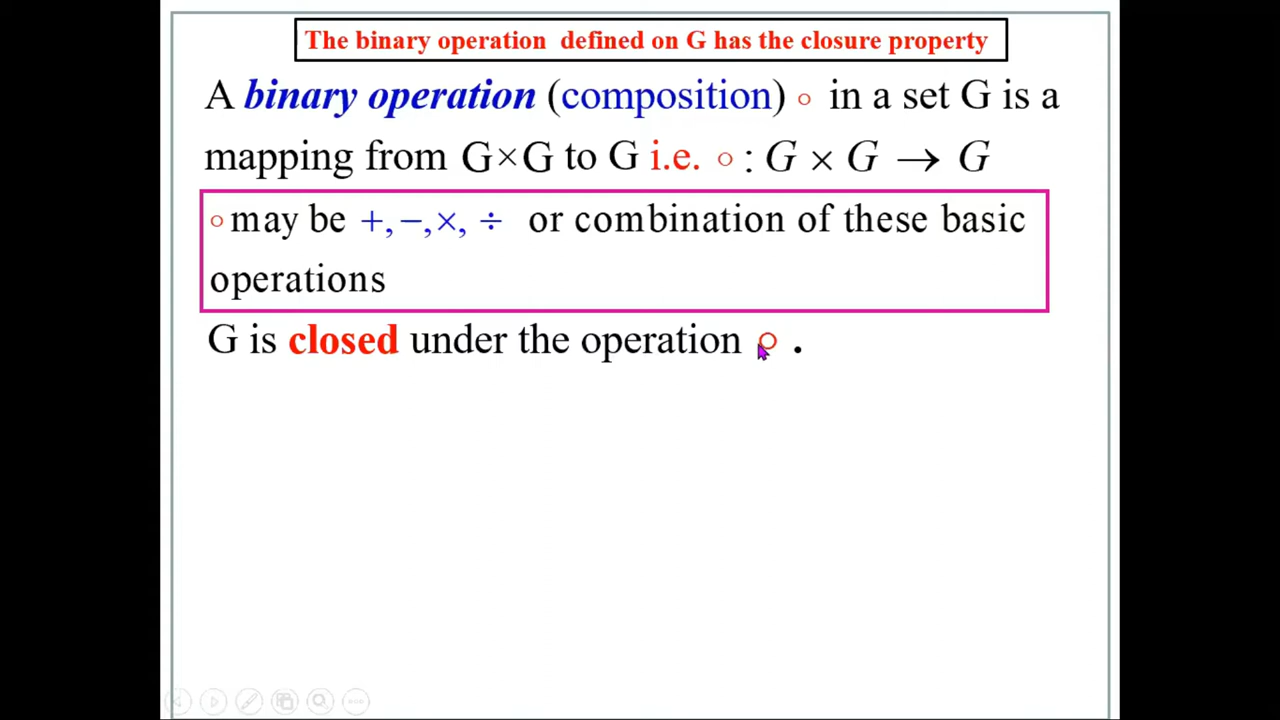 The binary operation defined on G has the closure property
A binary operation (composition) ∘ in a set G is a
mapping from G×G to G i.e. ∘ : G × G → G
∘ may be +,−,×, ÷ or combination of these basic
operations
G is closed under the operation ∘ .